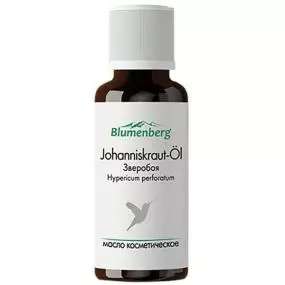 Blumenberg
Johanniskraut-Öl
Зверобоя
Hypericum perforatum
масло косметическое